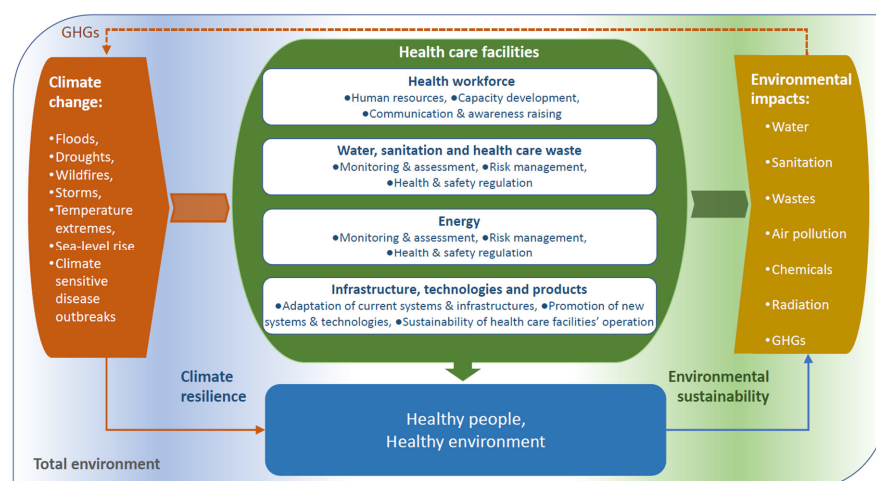 GHGs
Climate
change:
•Floods,
•Droughts,
•Wildfires,
•Storms,
•Temperature
extremes,
•Sea-level rise
•Climate
sensitive
disease
outbreaks
Health care facilities
Health workforce
●Human resources, ●Capacity development,
●Communication & awareness raising
Water, sanitation and health care waste
●Monitoring & assessment, ●Risk management,
●Health & safety regulation
Energy
●Monitoring & assessment, ●Risk management,
●Health & safety regulation
Infrastructure, technologies and products
●Adaptation of current systems & infrastructures, ●Promotion of new
systems & technologies, ●Sustainability of health care facilities’ operation
Environmental
impacts:
•Water
•Sanitation
•Wastes
•Air pollution
•Chemicals
•Radiation
•GHGs
Climate
resilience
Healthy people,
Healthy environment
Environmental
sustainability
Total environment